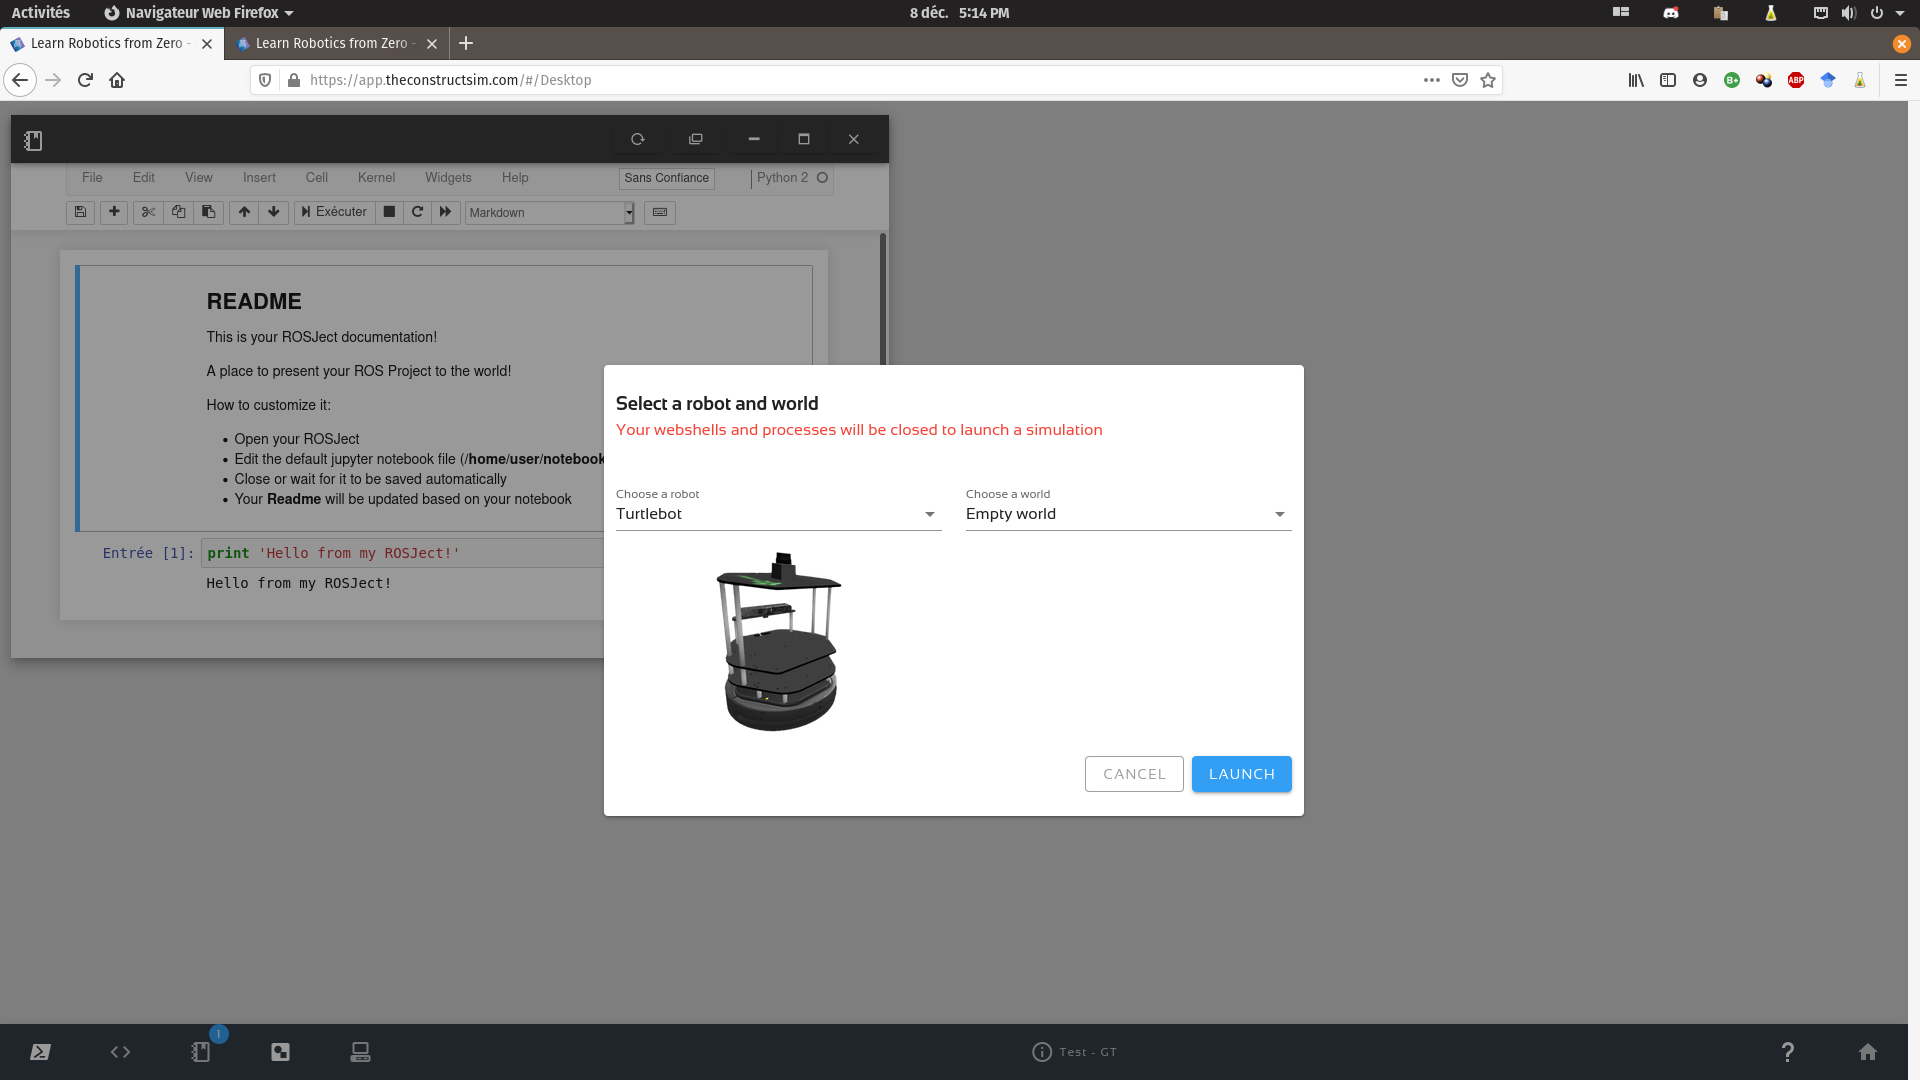 Activités
Navigateur Web Firefox
8 déc. 5:14 PM
Learn Robotics from Zero -
Learn Robotics from Zero -
https://app.theconstructsim.com/#/Desktop
B+
ABP
File Edit View Insert Cell Kernel Widgets Help
Sans Confiance
Python 2
Exécuter
Markdown
README
This is your ROSJect documentation!
A place to present your ROS Project to the world!
How to customize it:
Open your ROSJect
Edit the default jupyter notebook file (/home/user/notebook
Close or wait for it to be saved automatically
Your Readme will be updated based on your notebook
Entrée [1]: print 'Hello from my ROSJect!'
Hello from my ROSJect!
Select a robot and world
Your webshells and processes will be closed to launch a simulation
Choose a robot
Turtlebot
Choose a world
Empty world
CANCEL
LAUNCH
1
Test - GT